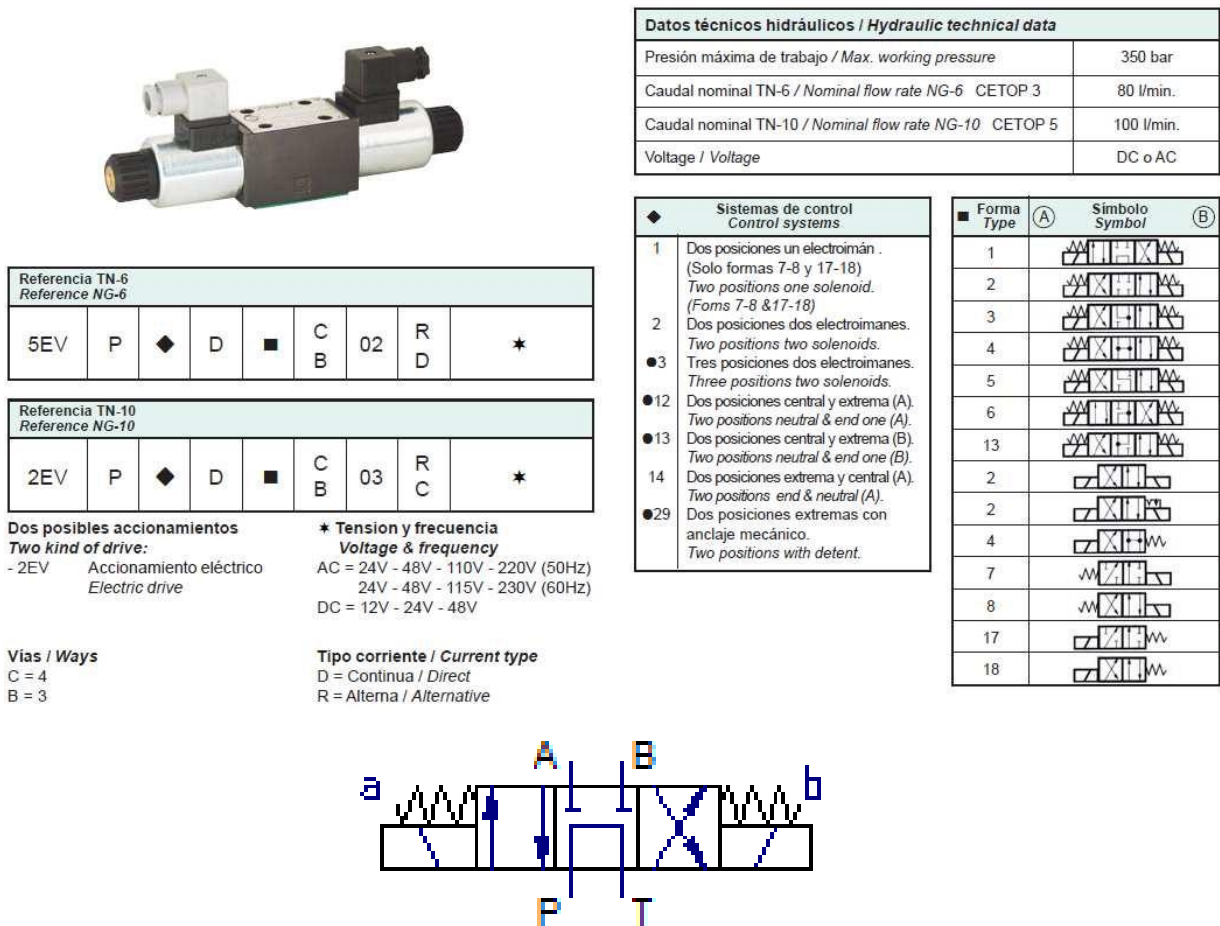 Datos técnicos hidráulicos / Hydraulic technical data
Presión máxima de trabajo / Max. working pressure 350 bar
Caudal nominal TN-6 / Nominal flow rate NG-6 CETOP 3 80 l/min.
Caudal nominal TN-10 / Nominal flow rate NG-10 CETOP 5 100 l/min.
Voltage / Voltage DC o AC
Referencia TN-6
Reference NG-6
5EV P ◆ D ■ C B 02 R D ★
Referencia TN-10
Reference NG-10
2EV P ◆ D ■ C B 03 R C ★
Dos posibles accionamientos
Two kind of drive:
- 2EV Accionamiento eléctrico
Electric drive
Vías / Ways
C = 4
B = 3
★ Tension y frecuencia
Voltage & frequency
AC = 24V - 48V - 110V - 220V (50Hz)
24V - 48V - 115V - 230V (60Hz)
DC = 12V - 24V - 48V
Tipo corriente / Current type
D = Continua / Direct
R = Alterna / Alternative
◆ Sistemas de control
Control systems
1 Dos posiciones un electroimán .
(Solo formas 7-8 y 17-18)
Two positions one solenoid.
(Foms 7-8 &17-18)
2 Dos posiciones dos electroimanes.
Two positions two solenoids.
●3 Tres posiciones dos electroimanes.
Three positions two solenoids.
●12 Dos posiciones central y extrema (A).
Two positions neutral & end one (A).
●13 Dos posiciones central y extrema (B).
Two positions neutral & end one (B).
14 Dos posiciones extrema y central (A).
Two positions end & neutral (A).
●29 Dos posiciones extremas con
anclaje mecánico.
Two positions with detent.
■ Forma Type A Símbolo Symbol B
1
2
3
4
5
6
13
2
2
4
7
8
17
18
A B
a b
P T